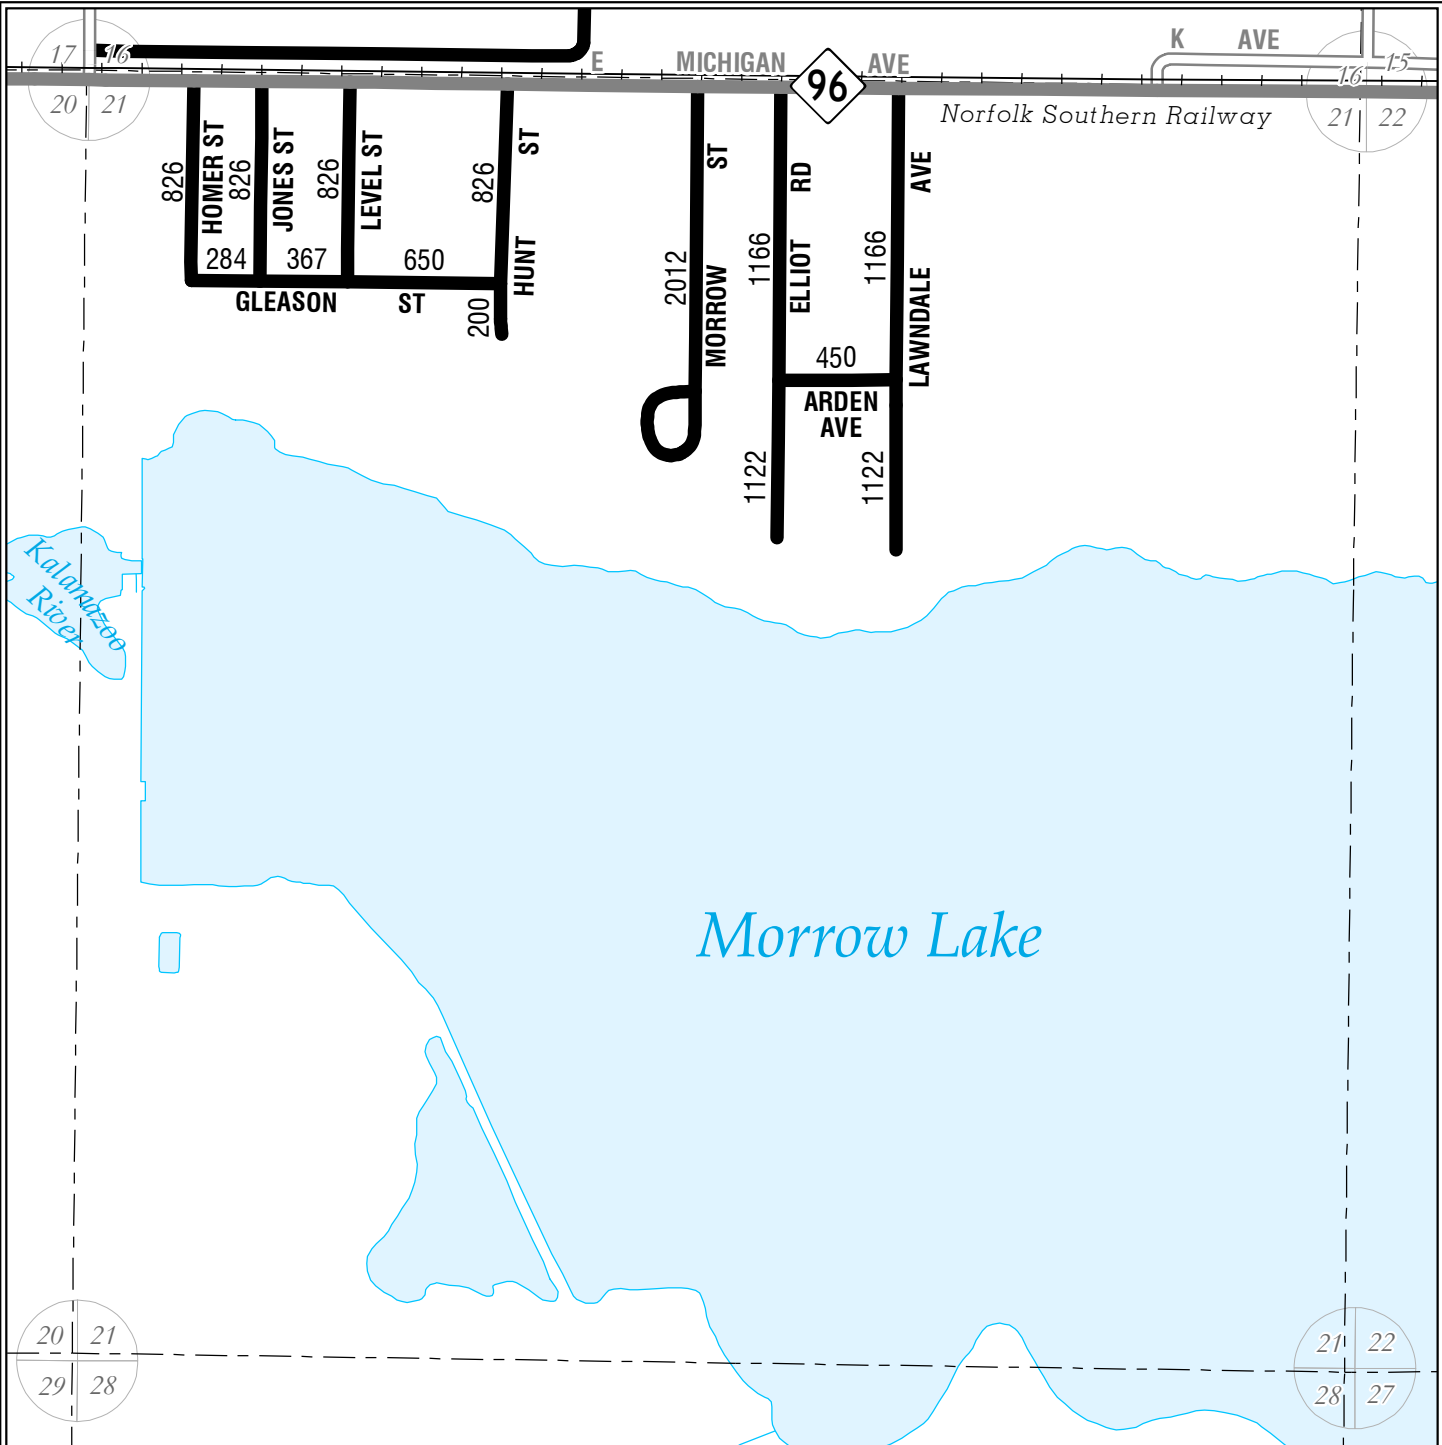 17 16
20 21
E MICHIGAN AVE
96
K AVE
16 15
21 22
Norfolk Southern Railway
826
HOMER ST
826
JONES ST
826
LEVEL ST
826
HUNT ST
284
367
650
GLEASON ST
200
2012
MORROW ST
1166
ELLIOT RD
1166
LAWNDALE AVE
450
ARDEN
AVE
1122
1122
Kalamazoo
River
Morrow Lake
20 21
29 28
21 22
28 27